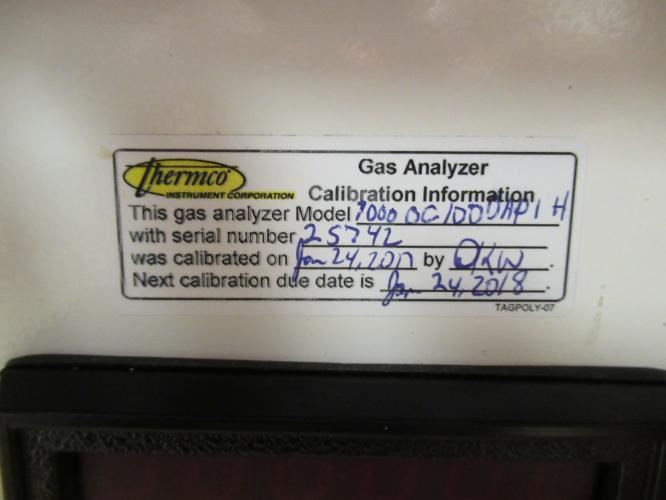 Thermco
INSTRUMENT CORPORATION
Gas Analyzer
Calibration Information
This gas analyzer Model
with serial number 25742
was calibrated on Jan 24, 2017 by
Next calibration due date is Jan 24, 2018.
TAGPOLY-07